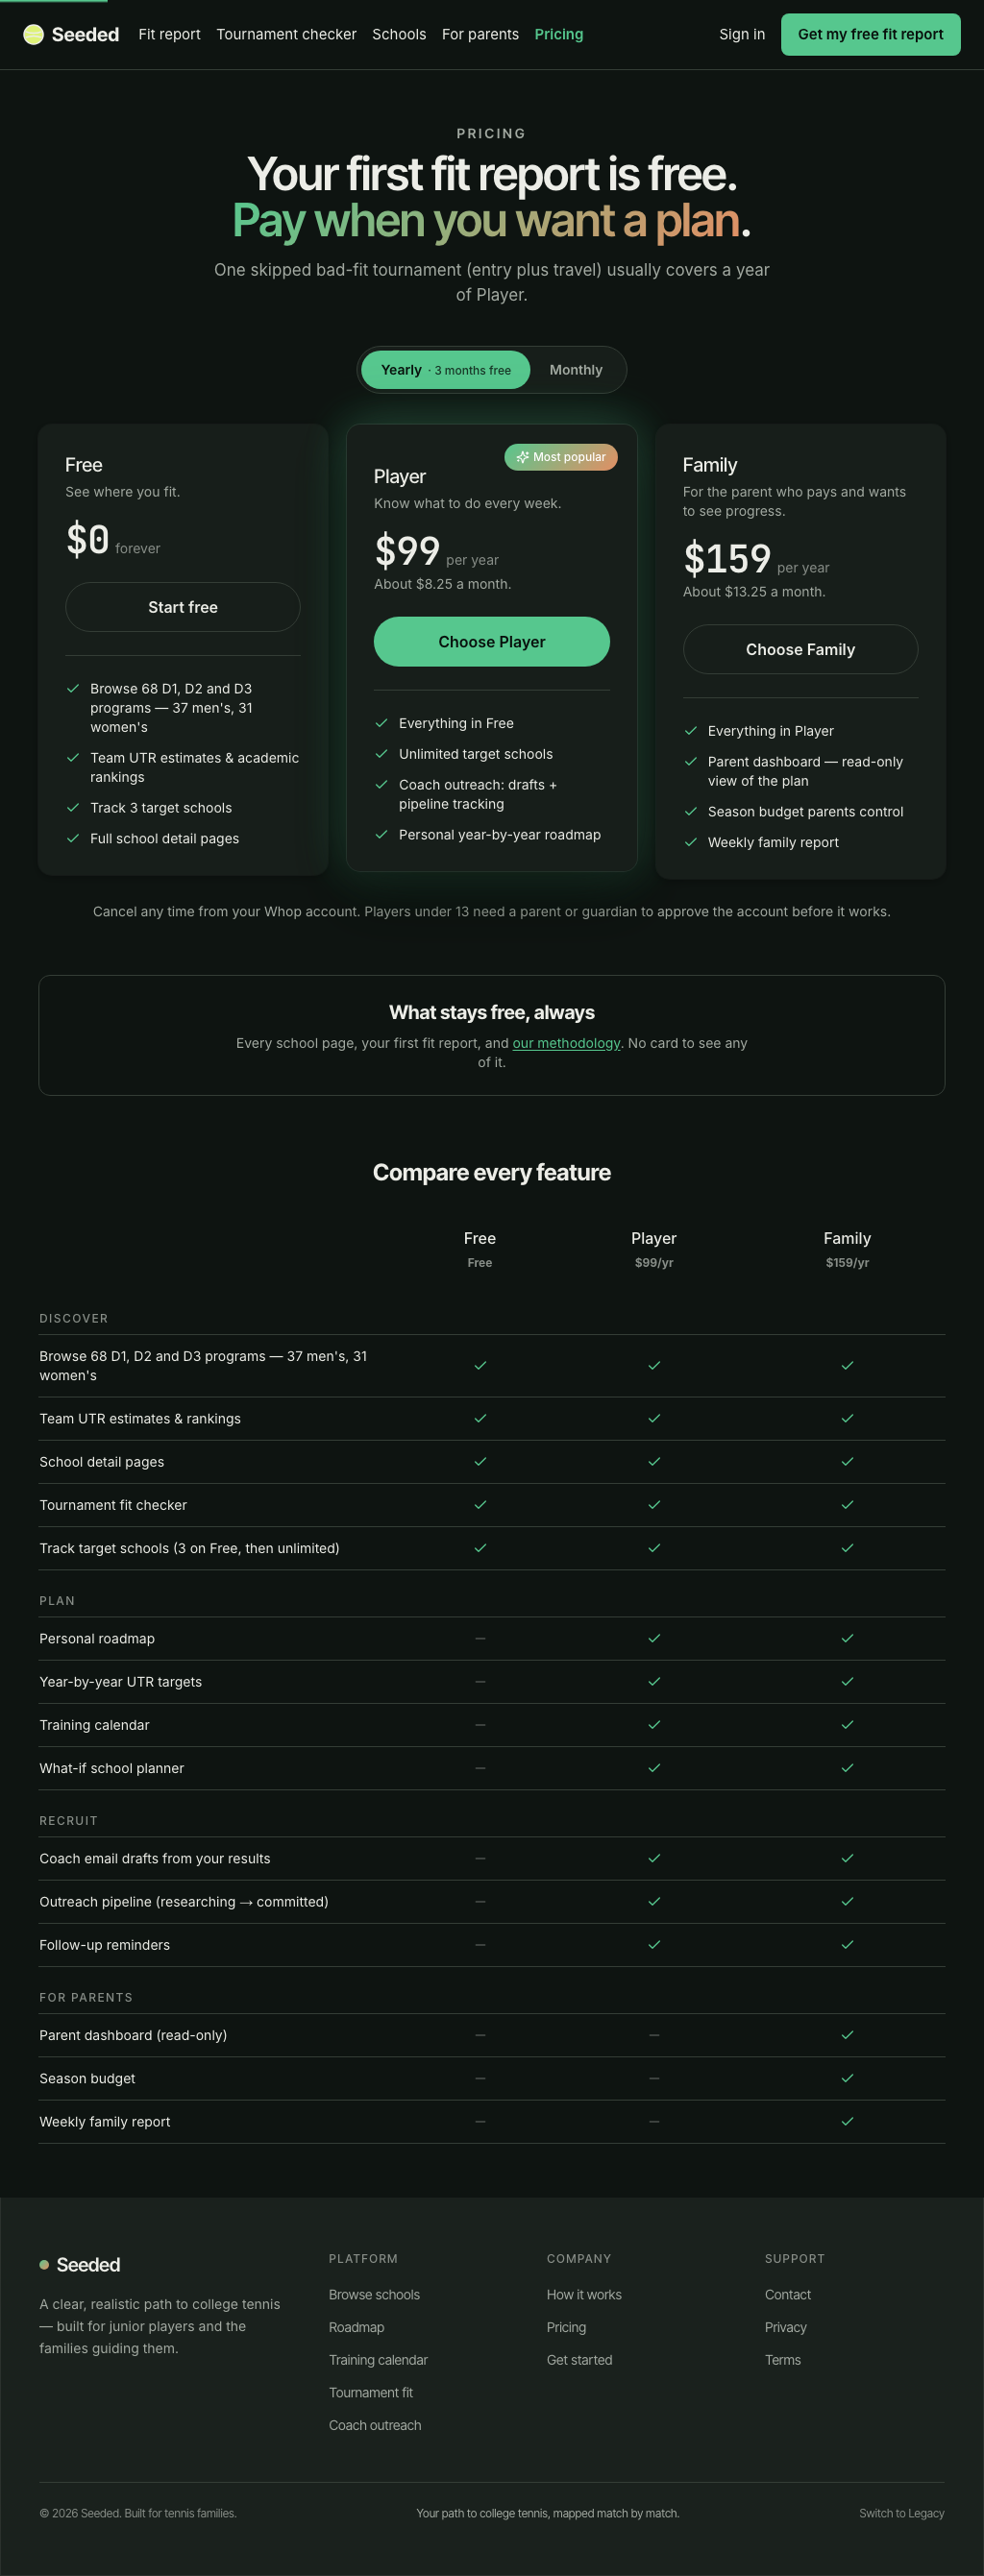 Seeded Fit report Tournament checker Schools For parents Pricing Sign in Get my free fit report
PRICING
Your first fit report is free.
Pay when you want a plan.
One skipped bad-fit tournament (entry plus travel) usually covers a year
of Player.
Yearly · 3 months free Monthly
Free
See where you fit.
$0 forever
Start free
Browse 68 D1, D2 and D3
programs — 37 men's, 31
women's
Team UTR estimates & academic
rankings
Track 3 target schools
Full school detail pages
Most popular
Player
Know what to do every week.
$99 per year
About $8.25 a month.
Choose Player
Everything in Free
Unlimited target schools
Coach outreach: drafts +
pipeline tracking
Personal year-by-year roadmap
Family
For the parent who pays and wants
to see progress.
$159 per year
About $13.25 a month.
Choose Family
Everything in Player
Parent dashboard — read-only
view of the plan
Season budget parents control
Weekly family report
Cancel any time from your Whop account. Players under 13 need a parent or guardian to approve the account before it works.
What stays free, always
Every school page, your first fit report, and our methodology. No card to see any
of it.
Compare every feature
Free Player Family
Free $99/yr $159/yr
DISCOVER
Browse 68 D1, D2 and D3 programs — 37 men's, 31
women's
Team UTR estimates & rankings
School detail pages
Tournament fit checker
Track target schools (3 on Free, then unlimited)
PLAN
Personal roadmap
Year-by-year UTR targets
Training calendar
What-if school planner
RECRUIT
Coach email drafts from your results
Outreach pipeline (researching → committed)
Follow-up reminders
FOR PARENTS
Parent dashboard (read-only)
Season budget
Weekly family report
Seeded
A clear, realistic path to college tennis
— built for junior players and the
families guiding them.
PLATFORM
Browse schools
Roadmap
Training calendar
Tournament fit
Coach outreach
COMPANY
How it works
Pricing
Get started
SUPPORT
Contact
Privacy
Terms
© 2026 Seeded. Built for tennis families. Your path to college tennis, mapped match by match. Switch to Legacy